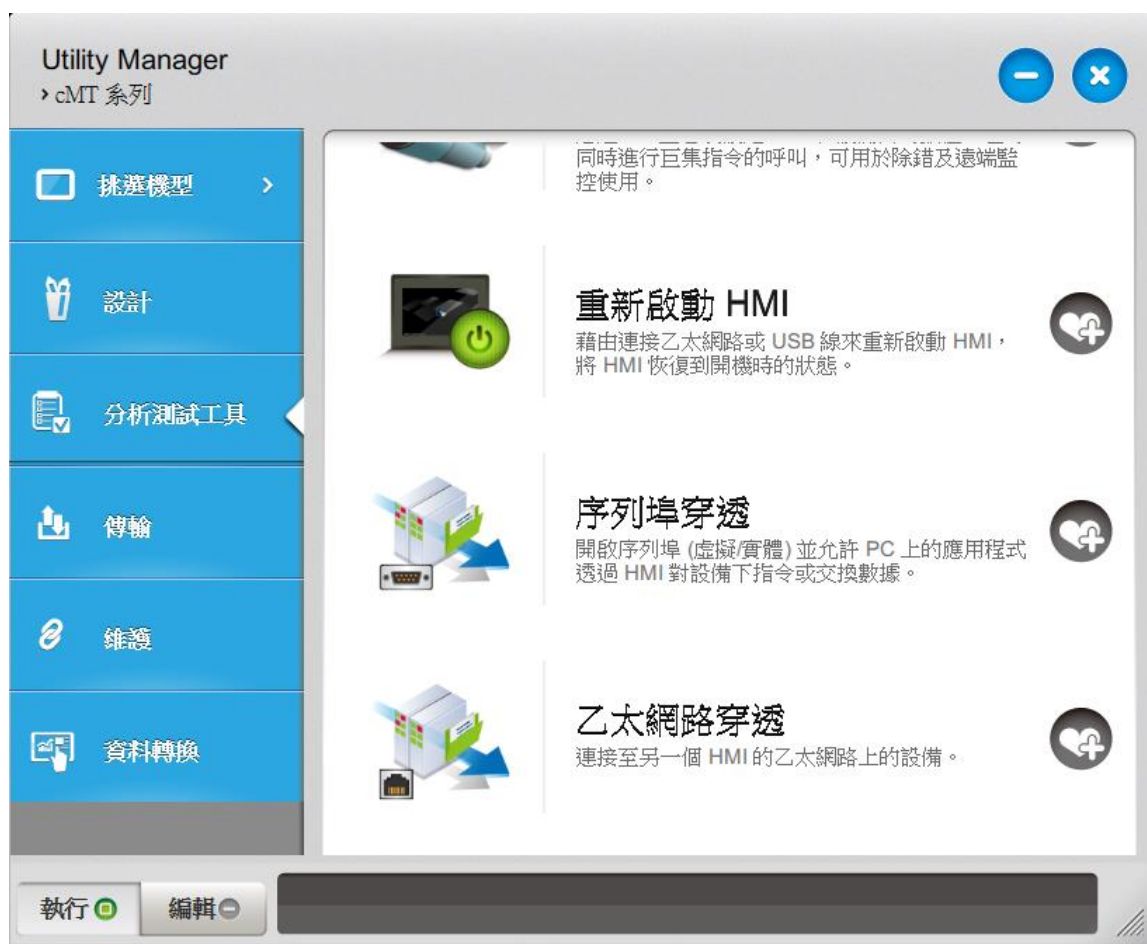 Utility Manager
cMT 系列
挑選機型
設計
分析測試工具
傳輸
維護
資料轉換
同時進行巨集指令的呼叫，可用於除錯及遠端監
控使用。
重新啟動 HMI
藉由連接乙太網路或 USB 線來重新啟動 HMI，
將 HMI 恢復到開機時的狀態。
序列埠穿透
開啟序列埠 (虛擬/實體) 並允許 PC 上的應用程式
透過 HMI 對設備下指令或交換數據。
乙太網路穿透
連接至另一個 HMI 的乙太網路上的設備。
執行
編輯